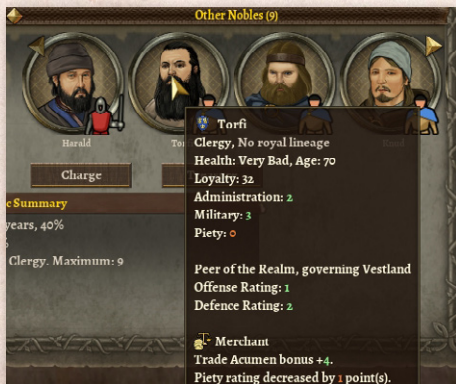 Other Nobles (9)
Harald
Charge
c Summary
years, 40%
Clergy. Maximum: 9
Torfi
Clergy, No royal lineage
Health: Very Bad, Age: 70
Loyalty: 32
Administration: 2
Military: 3
Piety: 0
Peer of the Realm, governing Vestland
Offense Rating: 1
Defence Rating: 2
Merchant
Trade Acumen bonus +4.
Piety rating decreased by 1 point(s).